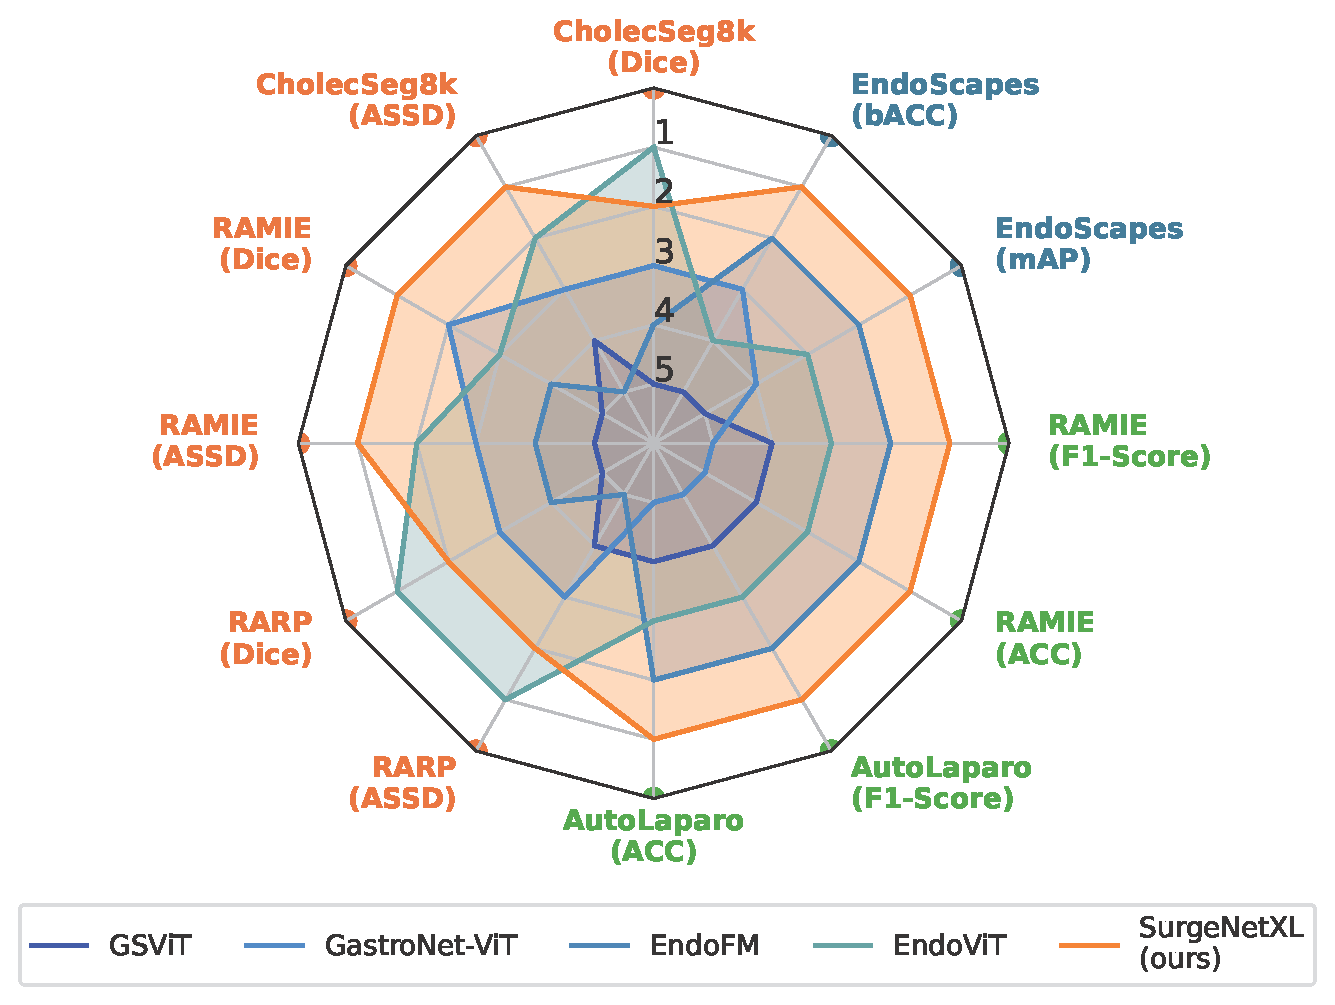 CholecSeg8k
(Dice)
CholecSeg8k
(ASSD)
EndoScapes
(bACC)
1
2
3
4
5
RAMIE
(Dice)
EndoScapes
(mAP)
RAMIE
(ASSD)
RAMIE
(F1-Score)
RARP
(Dice)
RAMIE
(ACC)
RARP
(ASSD)
AutoLaparo
(F1-Score)
AutoLaparo
(ACC)
GSViT
GastroNet-ViT
EndoFM
EndoViT
SurgeNetXL
(ours)